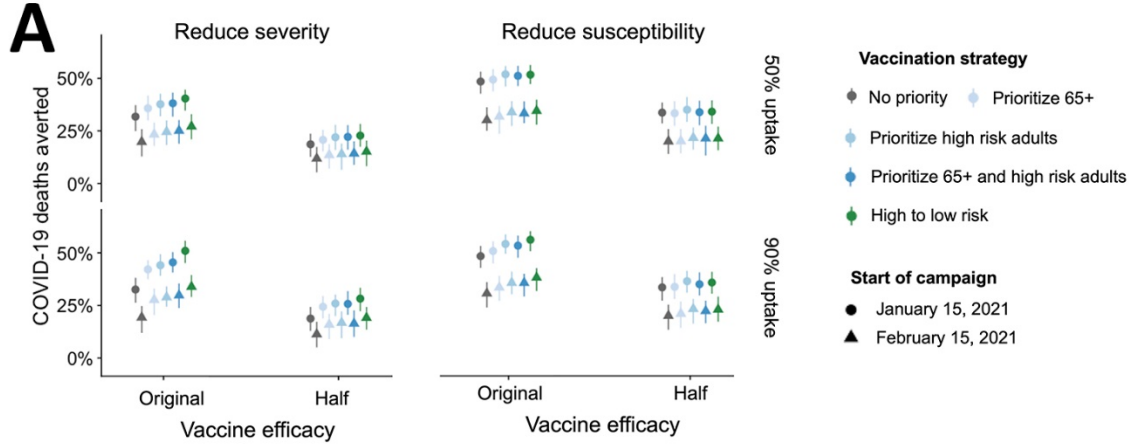 A
Reduce severity
Reduce susceptibility
COVID-19 deaths averted
50%
25%
0%
50% uptake
50%
25%
0%
90% uptake
Original
Half
Original
Half
Vaccine efficacy
Vaccine efficacy
Vaccination strategy
No priority
Prioritize 65+
Prioritize high risk adults
Prioritize 65+ and high risk adults
High to low risk
Start of campaign
January 15, 2021
February 15, 2021